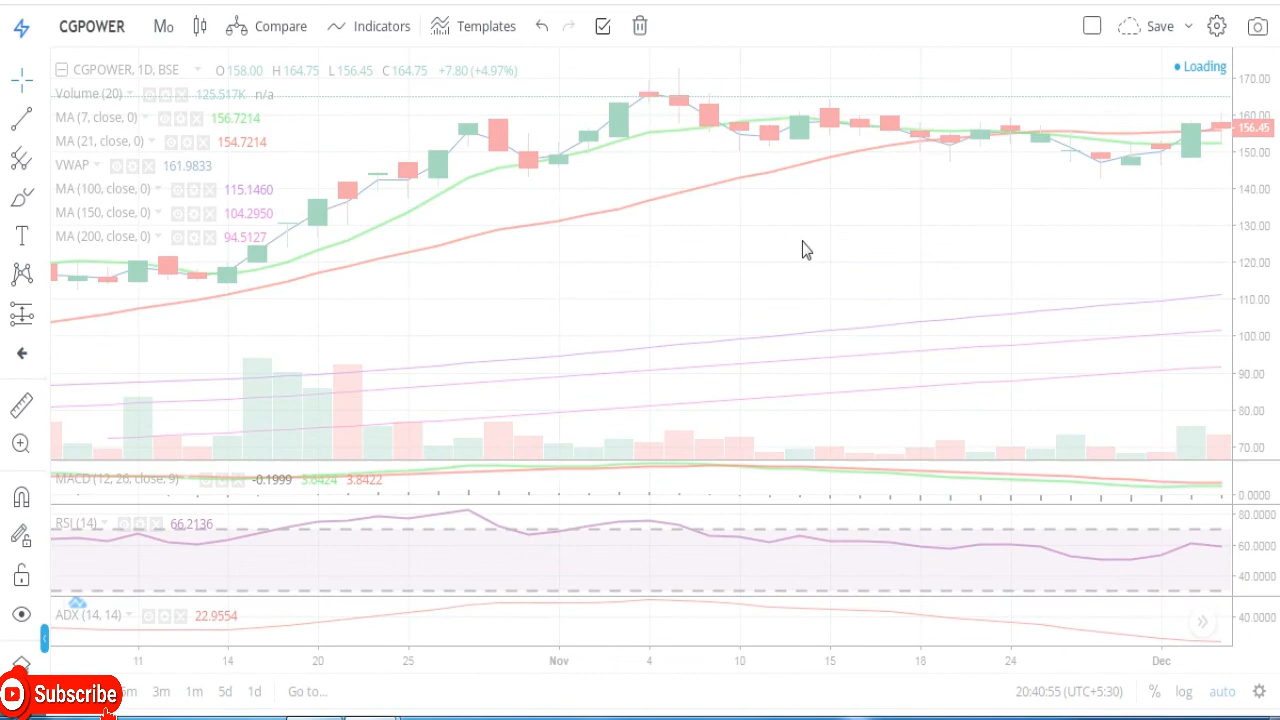 CGPOWER Mo Compare Indicators Templates Save
CGPOWER, 1D, BSE O158.00 H164.75 L156.45 C164.75 +7.80 (+4.97%)
Loading
170.00
Volume (20) 125.517K n/a
MA (7, close, 0) 156.7214
160.00
156.45
MA (21, close, 0) 154.7214
150.00
VWAP 161.9833
MA (100, close, 0) 115.1460
140.00
MA (150, close, 0) 104.2950
130.00
MA (200, close, 0) 94.5127
120.00
110.00
100.00
90.00
80.00
70.00
MACD (12, 26, close, 9) -0.1999 3.6424 3.8422
0.0000
RSI (14) 66.2136
80.0000
60.0000
40.0000
ADX (14, 14) 22.9554
40.0000
11 14 20 25 Nov 4 10 15 18 24 Dec
Subscribe 3m 1m 5d 1d Go to... 20:40:55 (UTC+5:30) % log auto